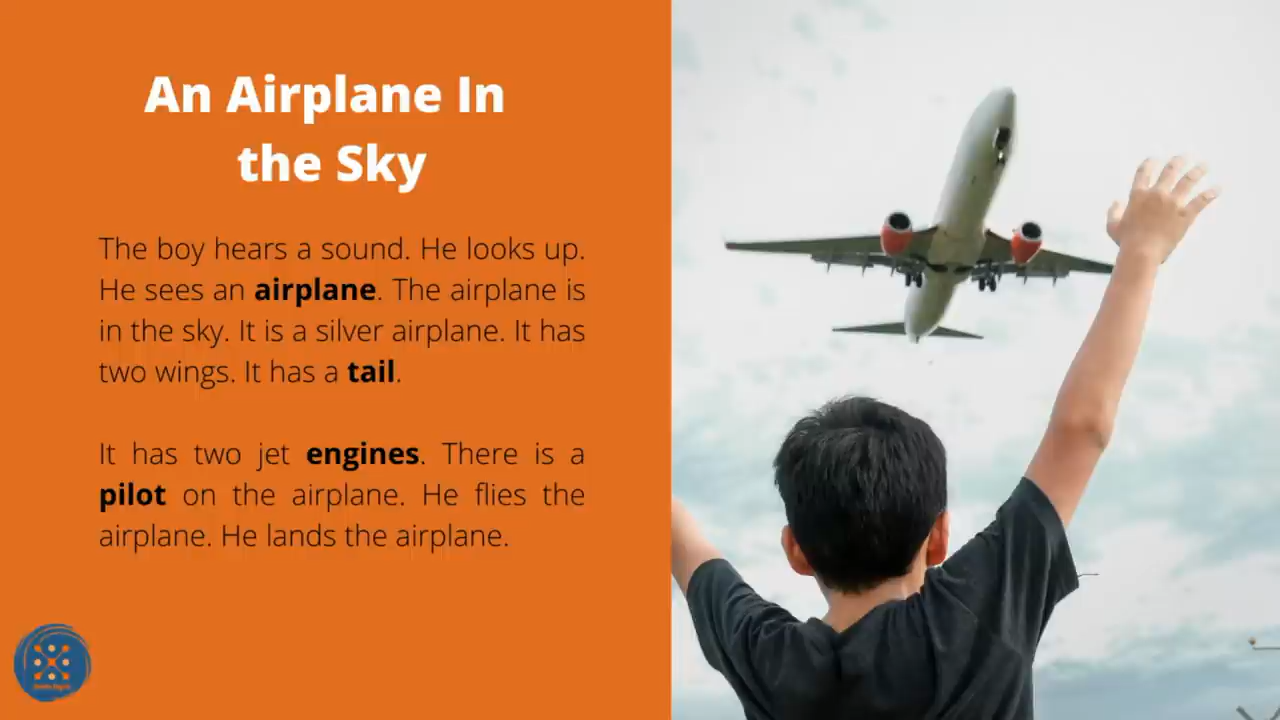 An Airplane In
the Sky
The boy hears a sound. He looks up.
He sees an airplane. The airplane is
in the sky. It is a silver airplane. It has
two wings. It has a tail.
It has two jet engines. There is a
pilot on the airplane. He flies the
airplane. He lands the airplane.